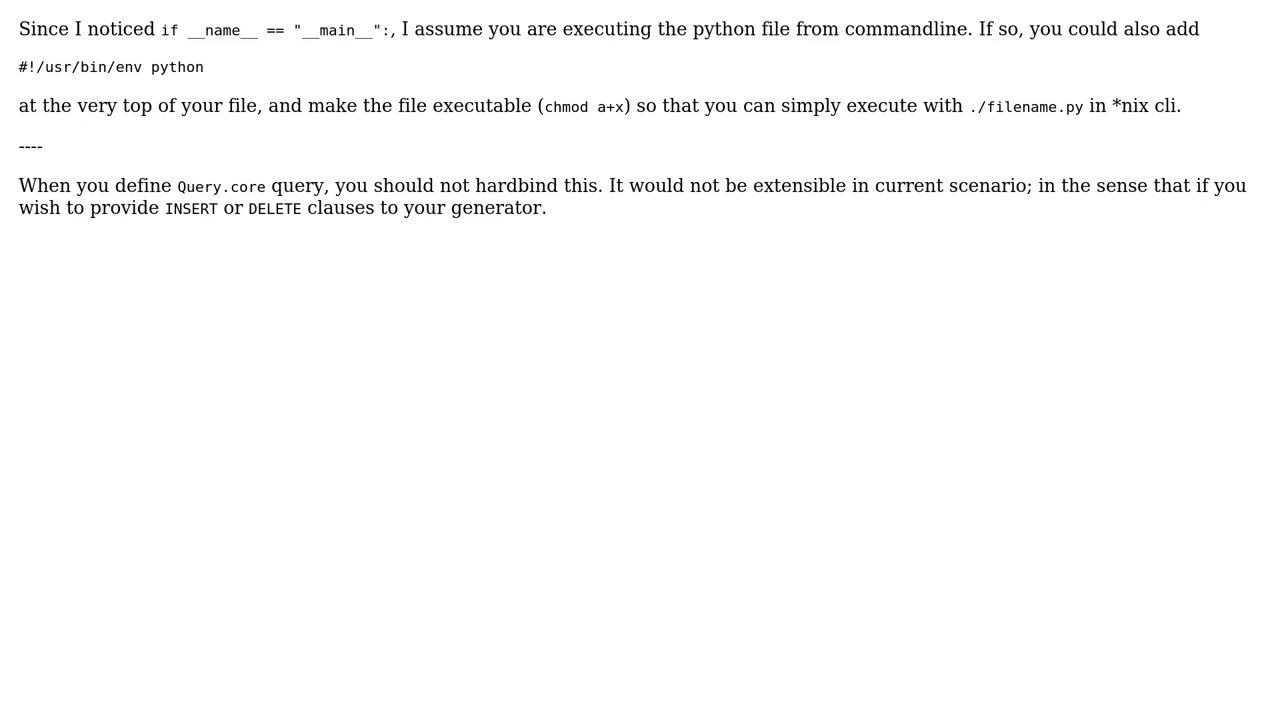 Since I noticed if __name__ == "__main__":, I assume you are executing the python file from commandline. If so, you could also add
#!/usr/bin/env python
at the very top of your file, and make the file executable (chmod a+x) so that you can simply execute with ./filename.py in *nix cli.
----
When you define Query.core query, you should not hardbind this. It would not be extensible in current scenario; in the sense that if you
wish to provide INSERT or DELETE clauses to your generator.